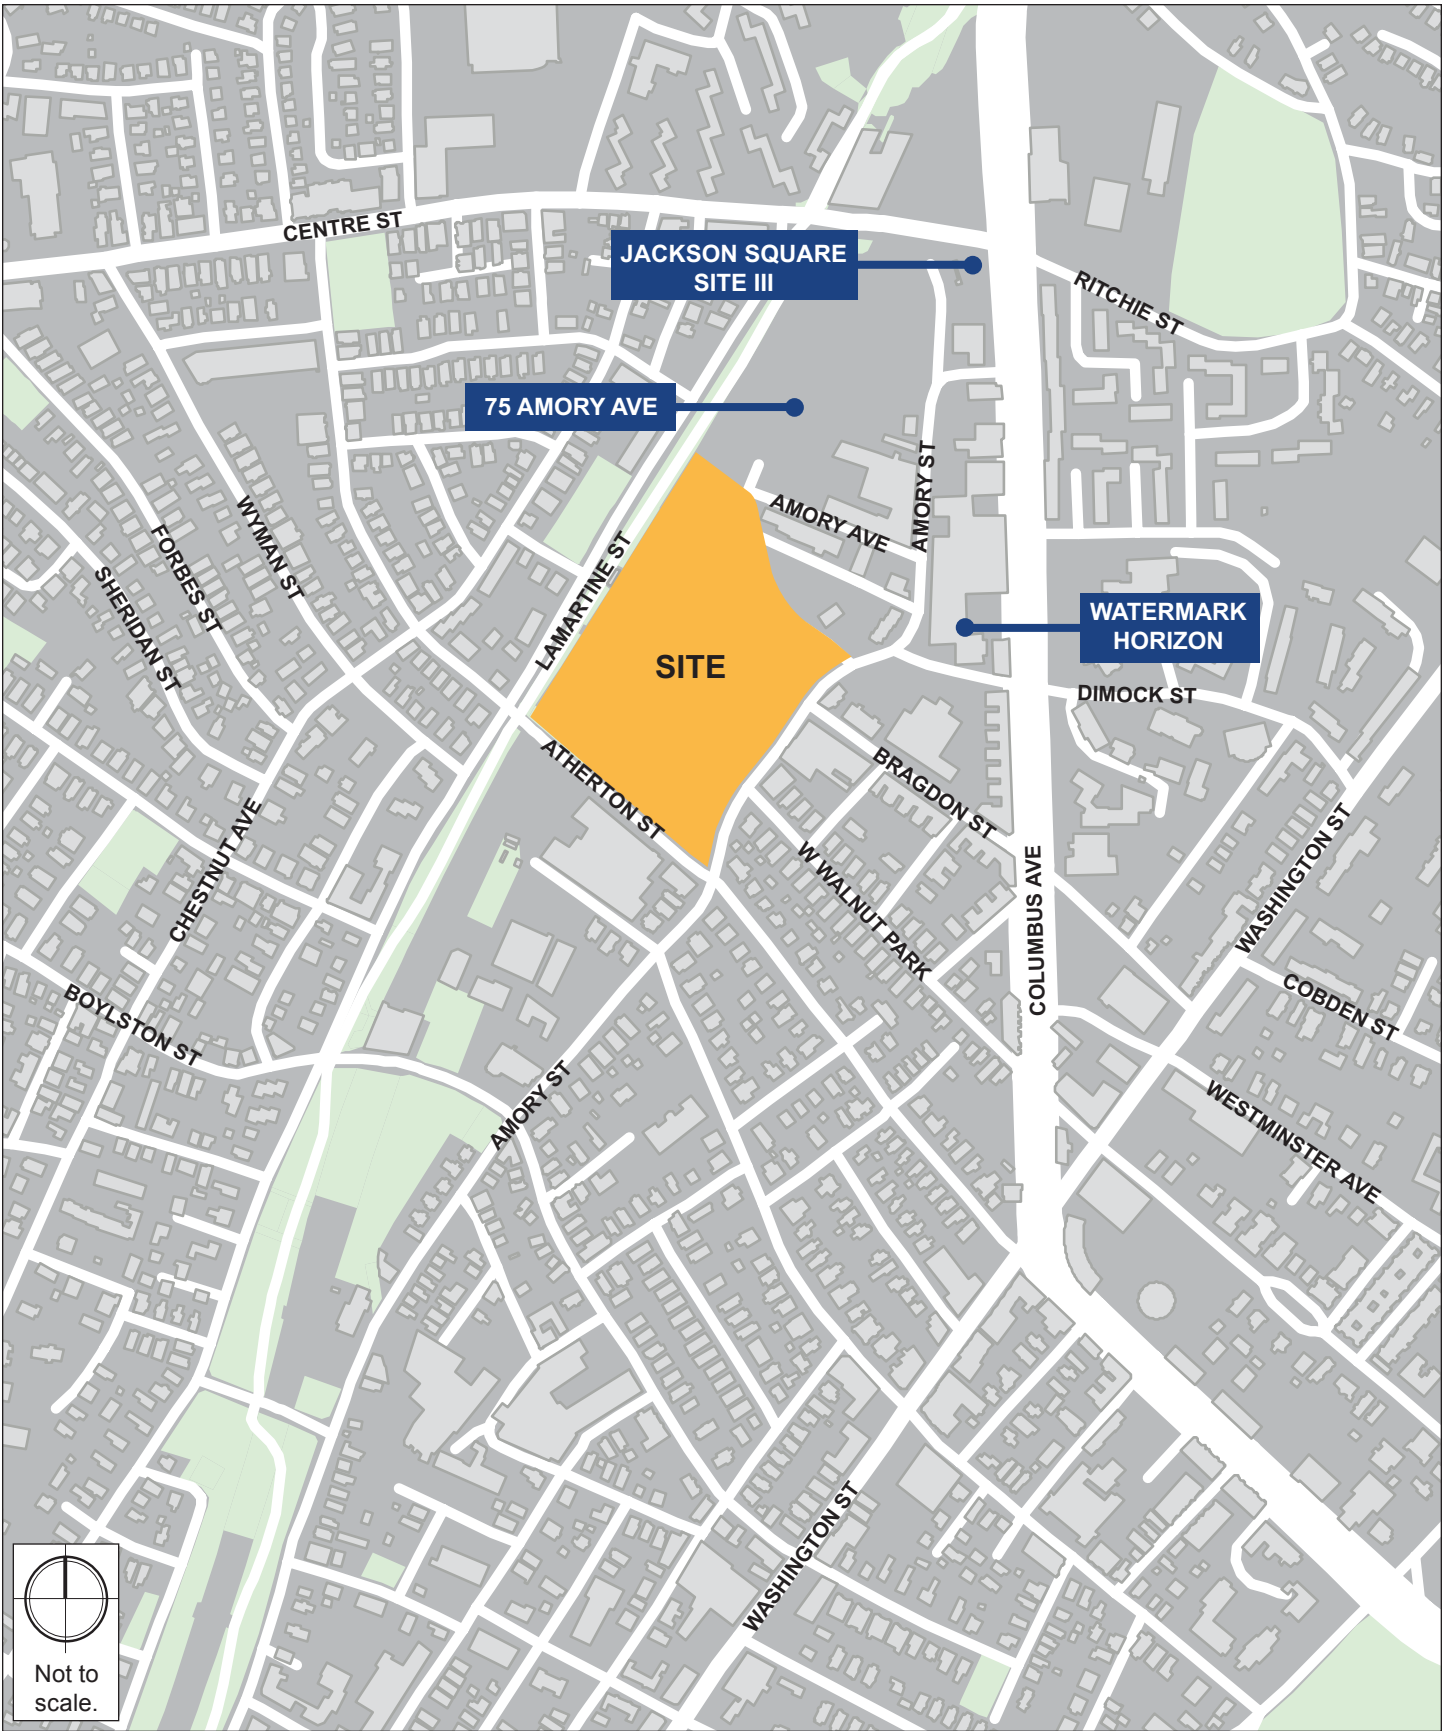 CENTRE ST
JACKSON SQUARE
SITE III
RITCHIE ST
75 AMORY AVE
AMORY ST
AMORY AVE
WYMAN ST
FORBES ST
SHERIDAN ST
LAMARTINE ST
WATERMARK
HORIZON
SITE
DIMOCK ST
ATHERTON ST
BRAGDON ST
CHESTNUT AVE
W WALNUT PARK
COLUMBUS AVE
WASHINGTON ST
COBDEN ST
BOYLSTON ST
AMORY ST
WESTMINSTER AVE
WASHINGTON ST
Not to
scale.